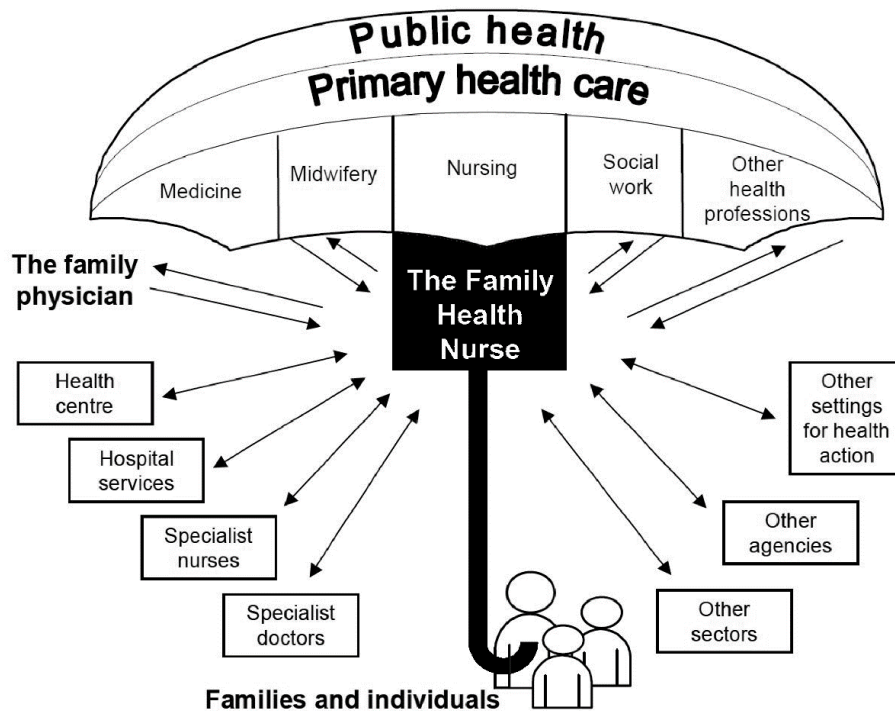 Public health
Primary health care
Medicine
Midwifery
Nursing
Social
work
Other
health
professions
The family
physician
The Family
Health
Nurse
Health
centre
Hospital
services
Specialist
nurses
Specialist
doctors
Other
settings
for health
action
Other
agencies
Other
sectors
Families and individuals